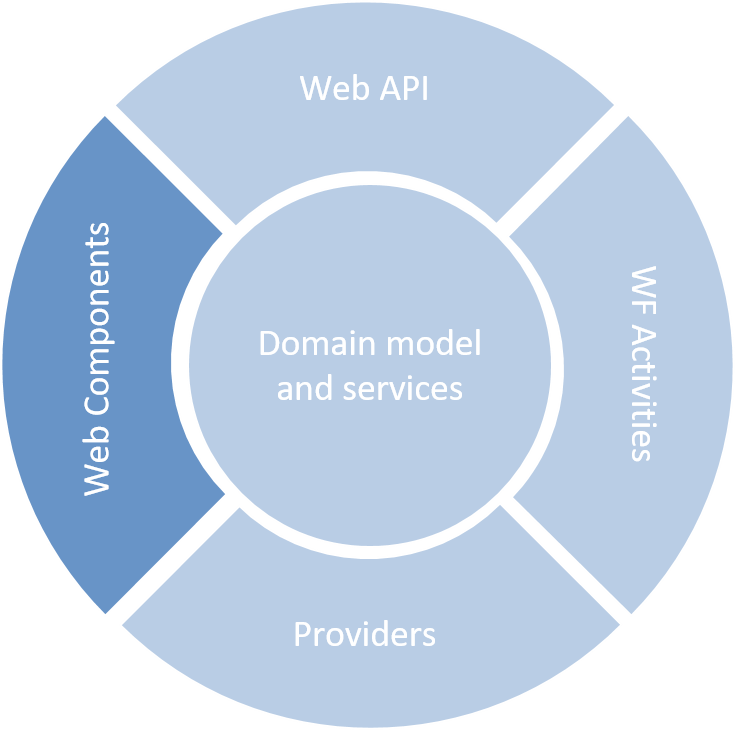 Web API
Web Components
Domain model
and services
WF Activities
Providers